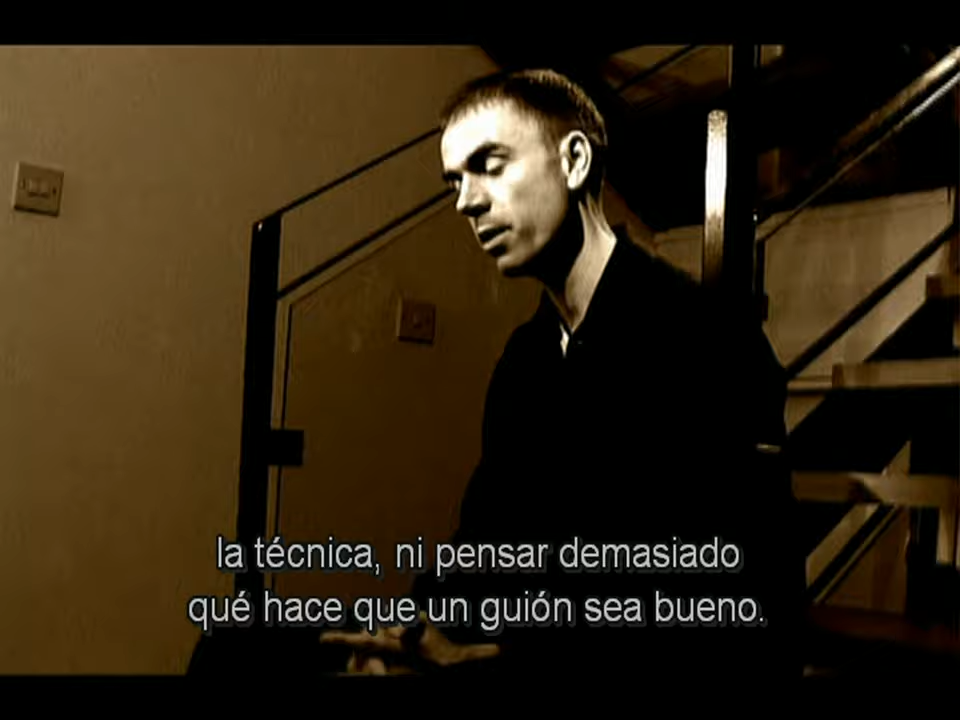 la técnica, ni pensar demasiado
qué hace que un guión sea bueno.